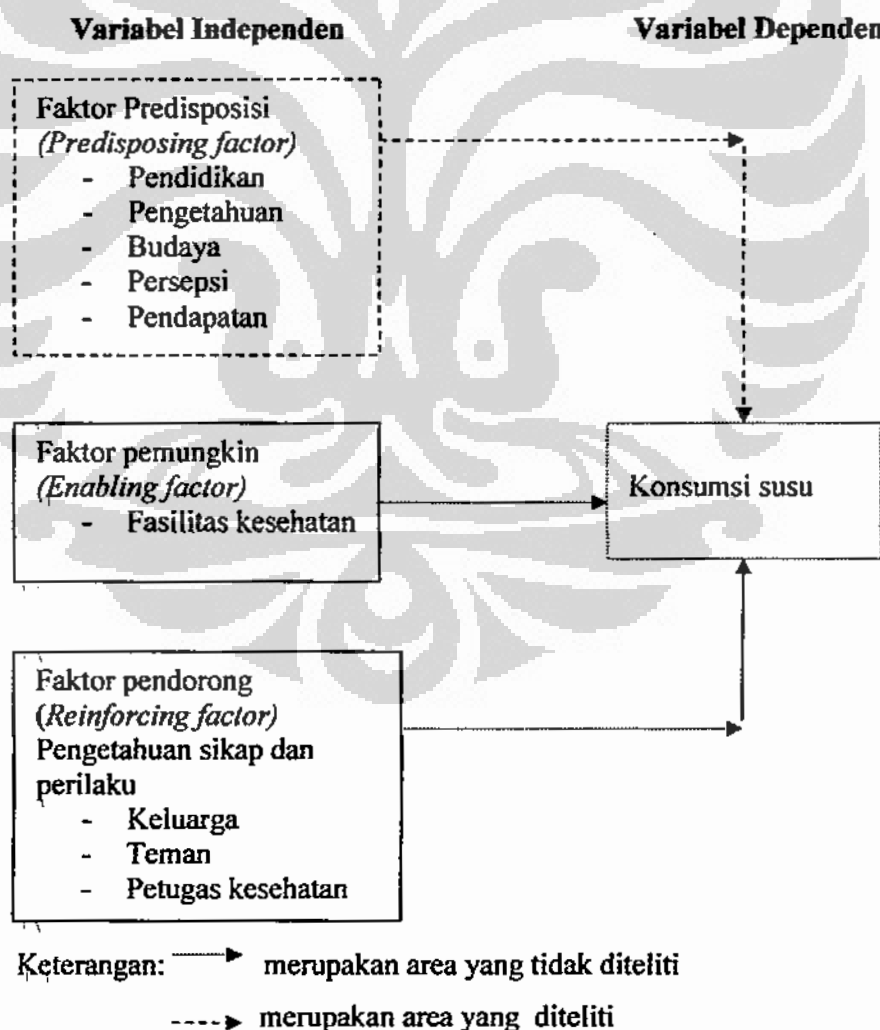 Variabel Independen
Variabel Dependen
Faktor Predisposisi
(Predisposing factor)
- Pendidikan
- Pengetahuan
- Budaya
- Persepsi
- Pendapatan
Faktor pemungkin
(Enabling factor)
- Fasilitas kesehatan
Konsumsi susu
Faktor pendorong
(Reinforcing factor)
Pengetahuan sikap dan
perilaku
- Keluarga
- Teman
- Petugas kesehatan
Keterangan: merupakan area yang tidak diteliti
merupakan area yang diteliti